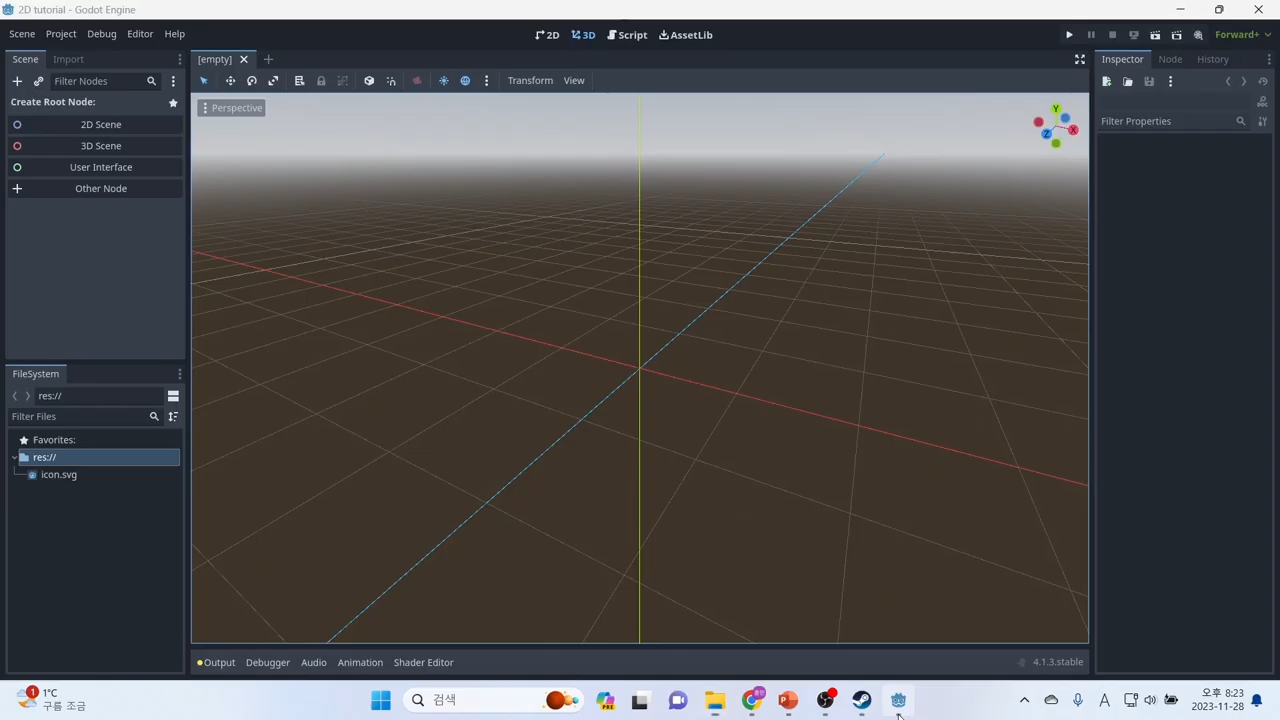 2D tutorial - Godot Engine
Scene Project Debug Editor Help
2D 3D Script AssetLib
Forward+
Scene Import
[empty]
Inspector Node History
Filter Nodes
Transform View
Create Root Node:
Perspective
Y
X
Z
DOC
Filter Properties
2D Scene
3D Scene
User Interface
Other Node
FileSystem
res://
Filter Files
Favorites:
res://
icon.svg
Output Debugger Audio Animation Shader Editor
4.1.3.stable
1
1°C
구름 조금
검색
PRE
A
오후 8:23
2023-11-28